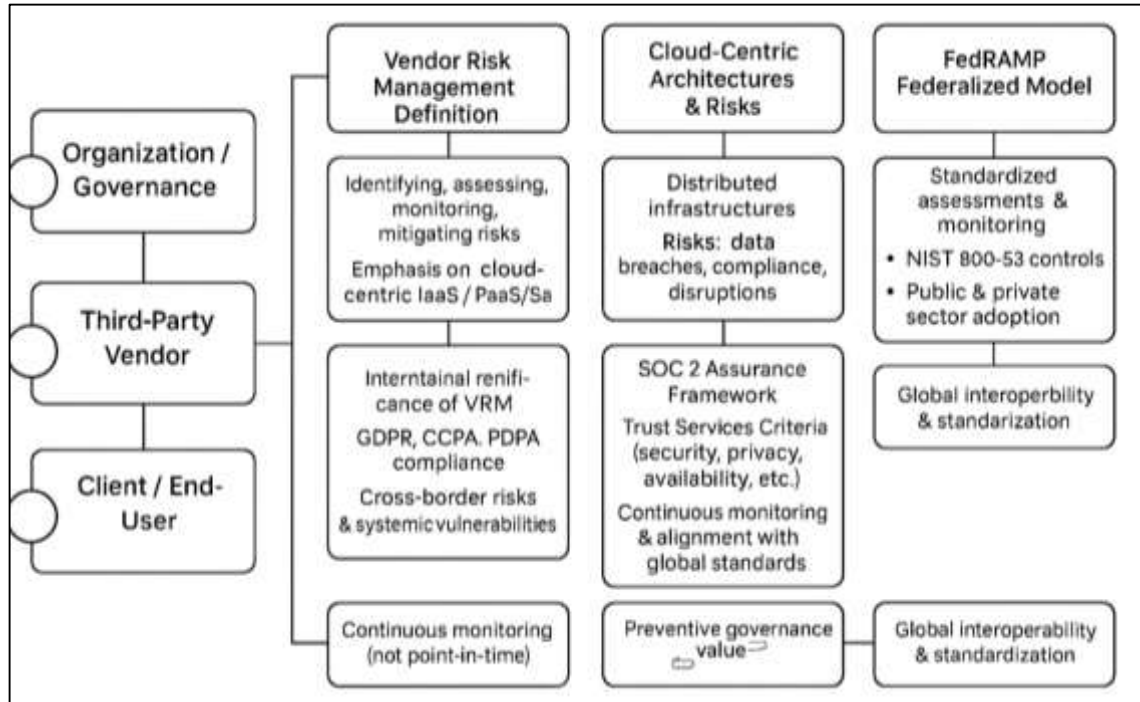 Organization /
Governance
Third-Party
Vendor
Client / End-
User
Vendor Risk
Management
Definition
Identifying, assessing,
monitoring,
mitigating risks
Emphasis on cloud-
centric IaaS / PaaS/Sa
Interntainal renifi-
cance of VRM
GDPR, CCPA. PDPA
compliance
Cross-border risks
& systemic vulnerabilities
Continuous monitoring
(not point-in-time)
Cloud-Centric
Architectures
& Risks
Distributed
infrastructures
Risks: data
breaches, compliance,
disruptions
SOC 2 Assurance
Framework
Trust Services Criteria
(security, privacy,
availability, etc.)
Continuous monitoring
& alignment with
global standards
Preventive governance
value
FedRAMP
Federalized Model
Standardized
assessments &
monitoring
• NIST 800-53 controls
• Public & private
sector adoption
Global interoperbility
& standarization
Global interoperability
& standardization